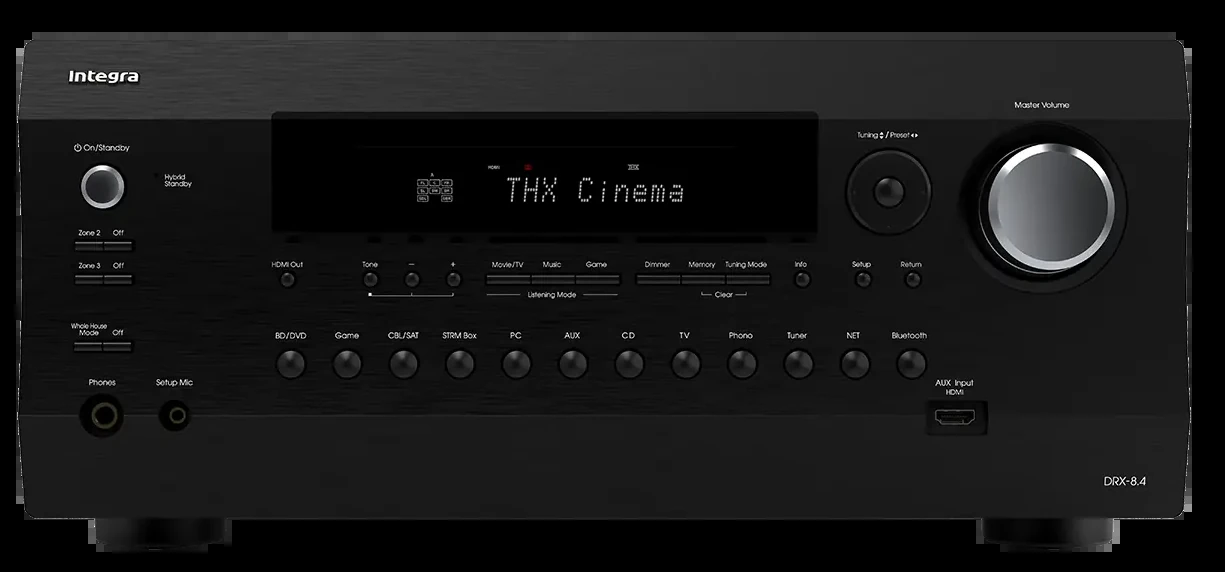 Integra
Master Volume
Tuning / Preset
On/Standby
Hybrid
Standby
THX Cinema
Zone 2 Off
HDMI Out
Tone − +
Movie/TV Music Game
Dimmer Memory Tuning Mode
Info
Setup Return
Zone 3 Off
Listening Mode
Clear
Whole House
Mode Off
BD/DVD Game CBL/SAT STRM Box PC AUX CD TV Phono Tuner NET Bluetooth
Phones
Setup Mic
AUX Input
HDMI
DRX-8.4